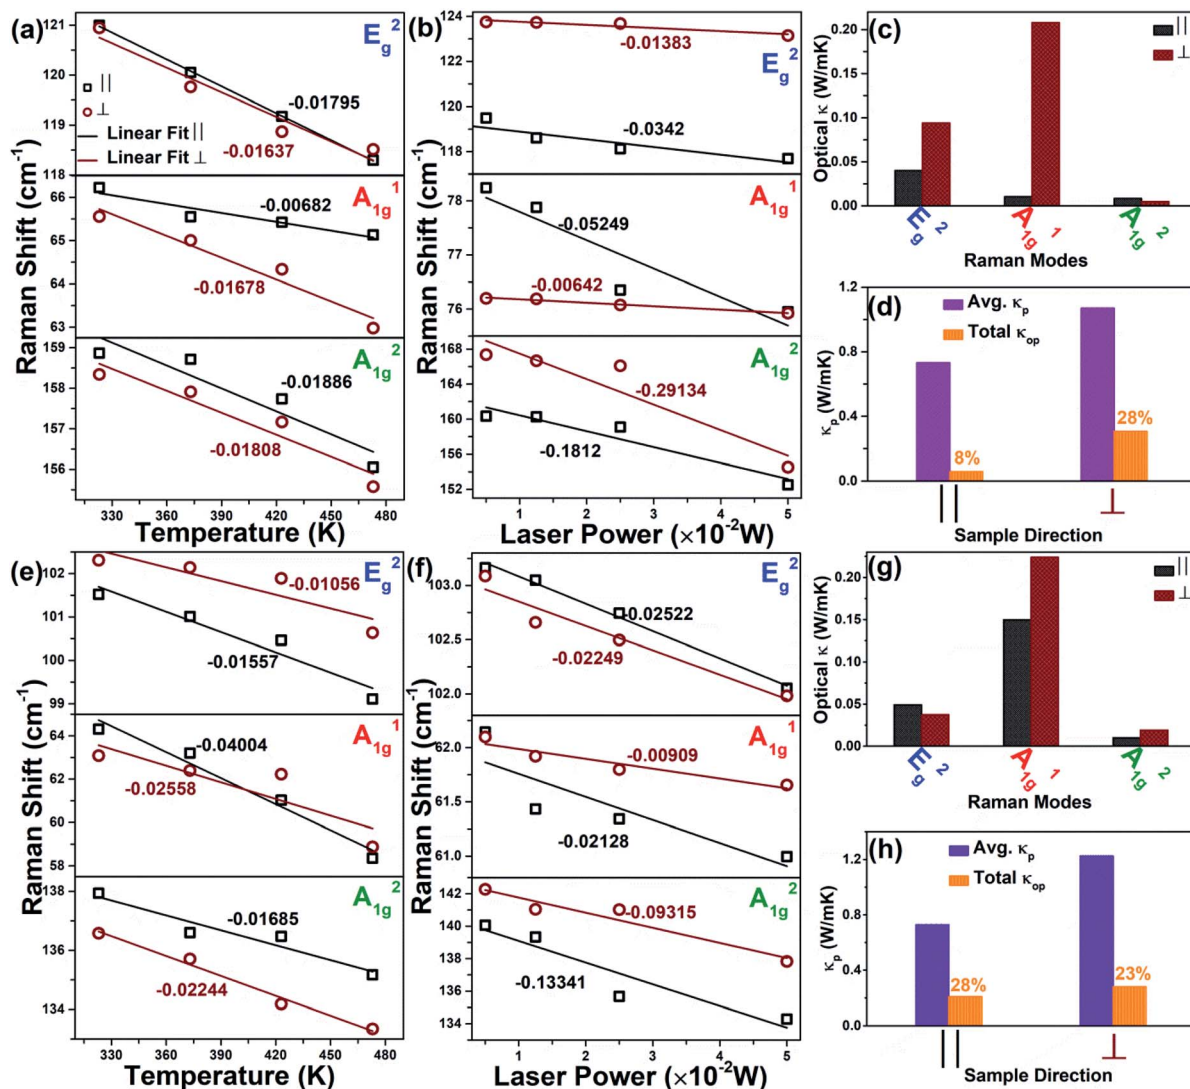 (a)
E_g^2
□ ||
○ ⊥
Linear Fit ||
Linear Fit ⊥
-0.01795
-0.01637
121
120
119
118
A_1g^1
-0.00682
-0.01678
66
65
64
63
A_1g^2
-0.01886
-0.01808
159
158
157
156
Raman Shift (cm^-1)
330 360 390 420 450 480
Temperature (K)
(b)
124
-0.01383
E_g^2
120
118
-0.0342
A_1g^1
78
77
76
-0.05249
-0.00642
A_1g^2
168
164
160
156
152
-0.29134
-0.1812
Raman Shift (cm^-1)
1 2 3 4 5
Laser Power (×10^-2W)
(c)
||
⊥
0.20
0.15
0.10
0.05
0.00
Optical κ (W/mK)
E_g^2 A_1g^1 A_1g^2
Raman Modes
(d)
Avg. κ_p
Total κ_op
1.2
0.8
0.4
0.0
κ_p (W/mK)
8%
28%
|| ⊥
Sample Direction
(e)
E_g^2
102
101
100
99
-0.01056
-0.01557
A_1g^1
64
62
60
58
-0.04004
-0.02558
A_1g^2
138
136
134
133
-0.01685
-0.02244
Raman Shift (cm^-1)
330 360 390 420 450 480
Temperature (K)
(f)
E_g^2
103.0
102.5
102.0
-0.02522
-0.02249
A_1g^1
62.0
61.5
61.0
-0.00909
-0.02128
A_1g^2
142
140
138
136
134
-0.09315
-0.13341
Raman Shift (cm^-1)
1 2 3 4 5
Laser Power (×10^-2W)
(g)
||
⊥
0.20
0.15
0.10
0.05
0.00
Optical κ (W/mK)
E_g^2 A_1g^1 A_1g^2
Raman Modes
(h)
Avg. κ_p
Total κ_op
1.2
0.8
0.4
0.0
κ_p (W/mK)
28%
23%
|| ⊥
Sample Direction